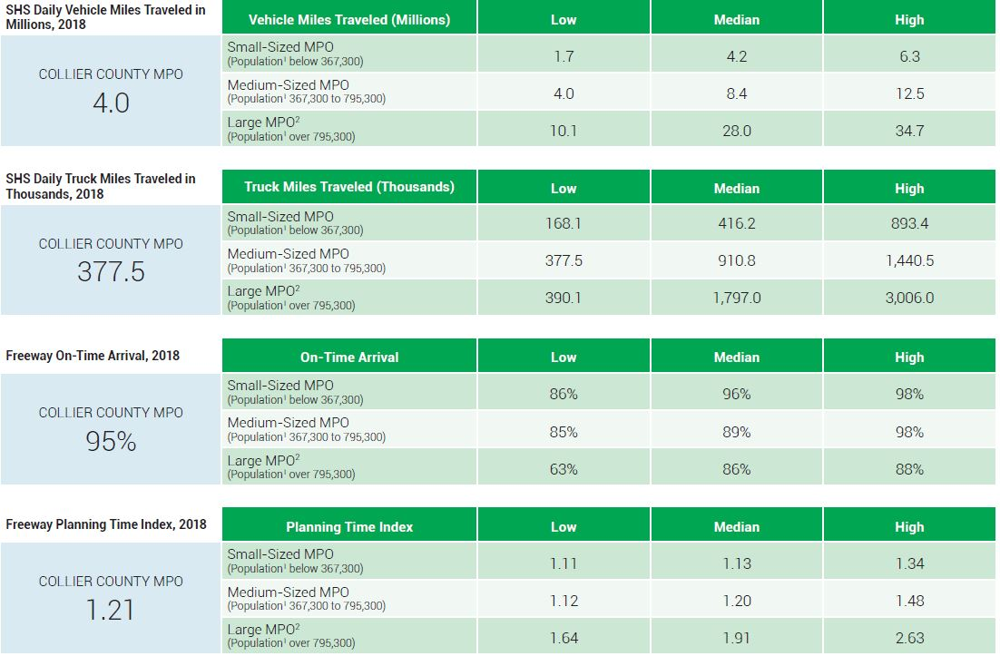 SHS Daily Vehicle Miles Traveled in
Millions, 2018
COLLIER COUNTY MPO
4.0
Vehicle Miles Traveled (Millions) Low Median High
Small-Sized MPO
(Population¹ below 367,300)
1.7 4.2 6.3
Medium-Sized MPO
(Population¹ 367,300 to 795,300)
4.0 8.4 12.5
Large MPO²
(Population¹ over 795,300)
10.1 28.0 34.7
SHS Daily Truck Miles Traveled in
Thousands, 2018
COLLIER COUNTY MPO
377.5
Truck Miles Traveled (Thousands) Low Median High
Small-Sized MPO
(Population¹ below 367,300)
168.1 416.2 893.4
Medium-Sized MPO
(Population¹ 367,300 to 795,300)
377.5 910.8 1,440.5
Large MPO²
(Population¹ over 795,300)
390.1 1,797.0 3,006.0
Freeway On-Time Arrival, 2018
COLLIER COUNTY MPO
95%
On-Time Arrival Low Median High
Small-Sized MPO
(Population¹ below 367,300)
86% 96% 98%
Medium-Sized MPO
(Population¹ 367,300 to 795,300)
85% 89% 98%
Large MPO²
(Population¹ over 795,300)
63% 86% 88%
Freeway Planning Time Index, 2018
COLLIER COUNTY MPO
1.21
Planning Time Index Low Median High
Small-Sized MPO
(Population¹ below 367,300)
1.11 1.13 1.34
Medium-Sized MPO
(Population¹ 367,300 to 795,300)
1.12 1.20 1.48
Large MPO²
(Population¹ over 795,300)
1.64 1.91 2.63